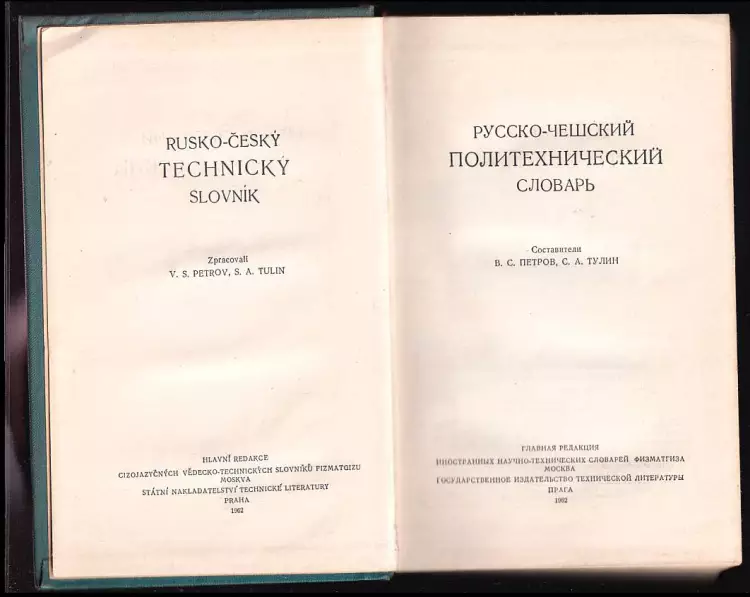 RUSKO-ČESKÝ
TECHNICKÝ
SLOVNÍK
Zpracovali
V. S. PETROV, S. A. TULIN
HLAVNÍ REDAKCE
CIZOJAZYČNÝCH VĚDECKO-TECHNICKÝCH SLOVNÍKŮ FIZMATGIZU
MOSKVA
STÁTNÍ NAKLADATELSTVÍ TECHNICKÉ LITERATURY
PRAHA
1962
РУССКО-ЧЕШСКИЙ
ПОЛИТЕХНИЧЕСКИЙ
СЛОВАРЬ
Составители
В. С. ПЕТРОВ, С. А. ТУЛИН
ГЛАВНАЯ РЕДАКЦИЯ
ИНОСТРАННЫХ НАУЧНО-ТЕХНИЧЕСКИХ СЛОВАРЕЙ ФИЗМАТГИЗА
МОСКВА
ГОСУДАРСТВЕННОЕ ИЗДАТЕЛЬСТВО ТЕХНИЧЕСКОЙ ЛИТЕРАТУРЫ
ПРАГА
1962